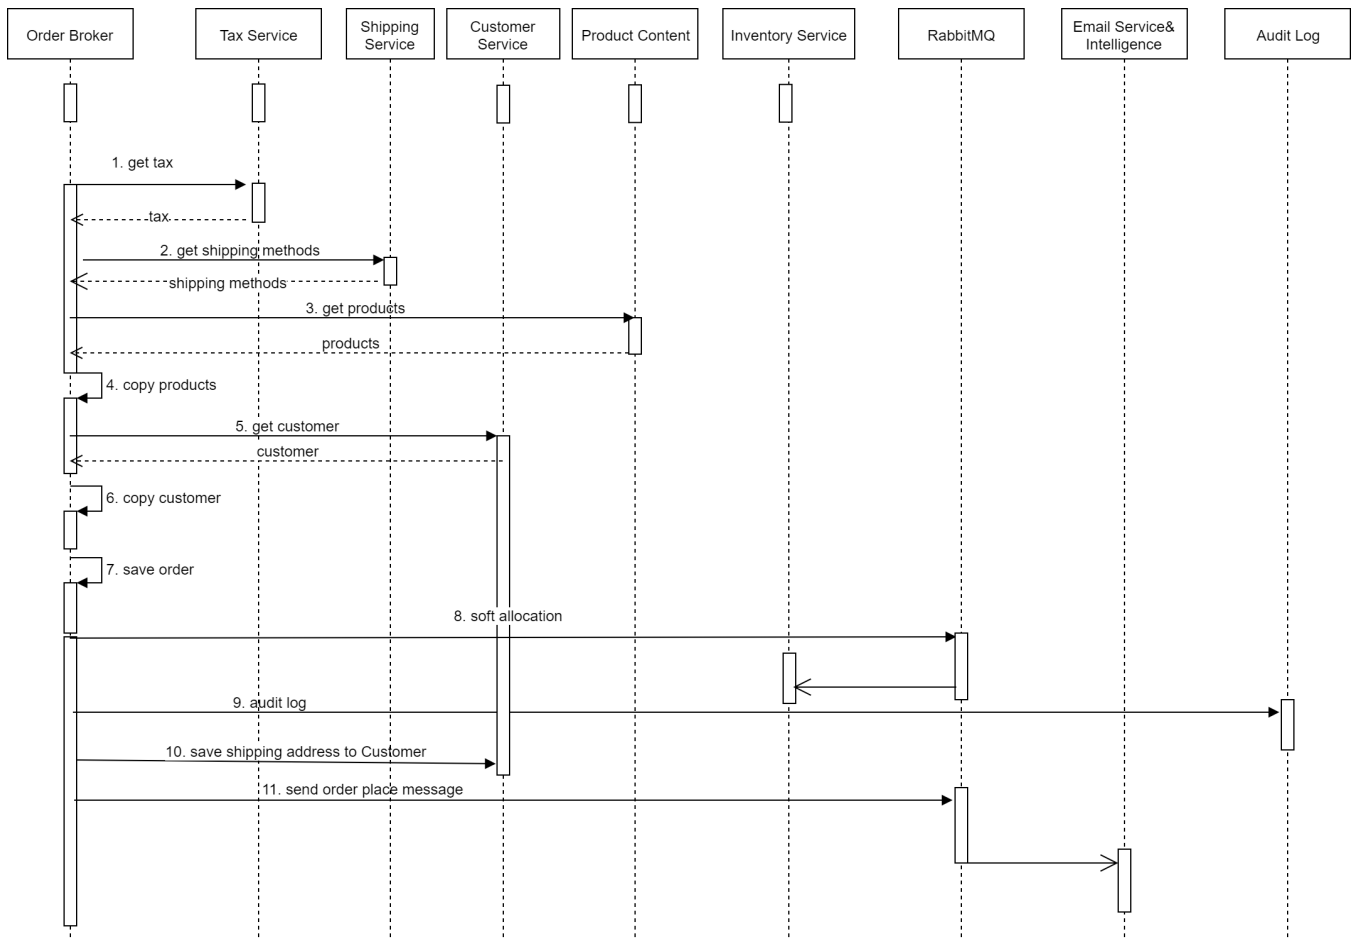 Order Broker
Tax Service
Shipping
Service
Customer
Service
Product Content
Inventory Service
RabbitMQ
Email Service&
Intelligence
Audit Log
1. get tax
tax
2. get shipping methods
shipping methods
3. get products
products
4. copy products
5. get customer
customer
6. copy customer
7. save order
8. soft allocation
9. audit log
10. save shipping address to Customer
11. send order place message